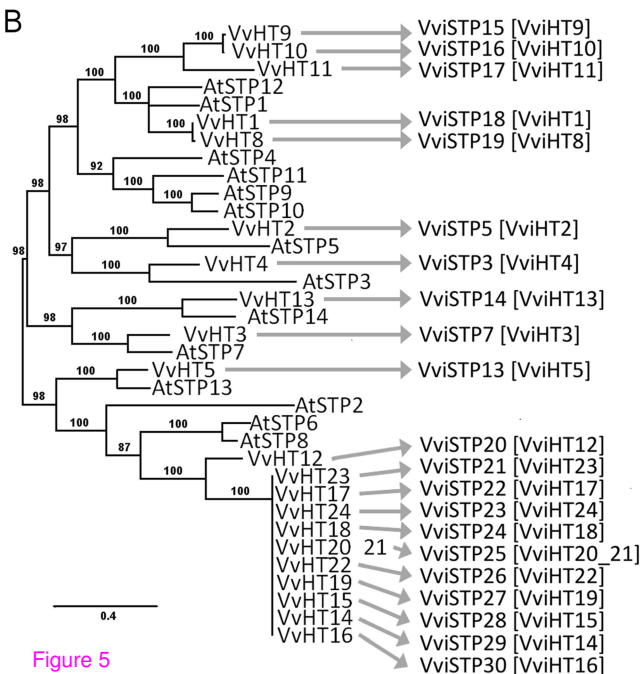 B
VvHT9 VviSTP15 [VviHT9]
100
VvHT10 VviSTP16 [VviHT10]
100
VvHT11 VviSTP17 [VviHT11]
100
AtSTP12
100
AtSTP1
VvHT1 VviSTP18 [VviHT1]
100
98
VvHT8 VviSTP19 [VviHT8]
AtSTP4
92
AtSTP11
100
AtSTP9
98
100
AtSTP10
VvHT2 VviSTP5 [VviHT2]
100
AtSTP5
98 97
VvHT4 VviSTP3 [VviHT4]
100
AtSTP3
VvHT13 VviSTP14 [VviHT13]
100
AtSTP14
98
VvHT3 VviSTP7 [VviHT3]
100
AtSTP7
VvHT5 VviSTP13 [VviHT5]
100
AtSTP13
98
AtSTP2
100
AtSTP6
100
AtSTP8
87
VvHT12 VviSTP20 [VviHT12]
100
VvHT23 VviSTP21 [VviHT23]
100
VvHT17 VviSTP22 [VviHT17]
VvHT24 VviSTP23 [VviHT24]
VvHT18 VviSTP24 [VviHT18]
VvHT20 21 VviSTP25 [VviHT20_21]
VvHT22 VviSTP26 [VviHT22]
VvHT19 VviSTP27 [VviHT19]
VvHT15 VviSTP28 [VviHT15]
VvHT14 VviSTP29 [VviHT14]
VvHT16 VviSTP30 [VviHT16]
0.4
Figure 5